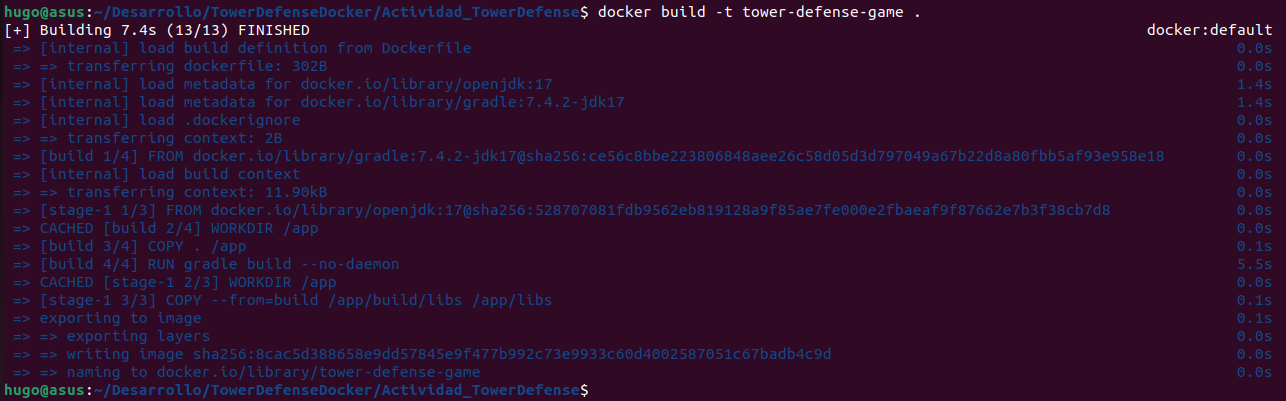 hugo@asus:~/Desarrollo/TowerDefenseDocker/Actividad_TowerDefense$ docker build -t tower-defense-game .
[+] Building 7.4s (13/13) FINISHED docker:default
=> [internal] load build definition from Dockerfile 0.0s
=> => transferring dockerfile: 302B 0.0s
=> [internal] load metadata for docker.io/library/openjdk:17 1.4s
=> [internal] load metadata for docker.io/library/gradle:7.4.2-jdk17 1.4s
=> [internal] load .dockerignore 0.0s
=> => transferring context: 2B 0.0s
=> [build 1/4] FROM docker.io/library/gradle:7.4.2-jdk17@sha256:ce56c8bbe223806848aee26c58d05d3d797049a67b22d8a80fbb5af93e958e18 0.0s
=> [internal] load build context 0.0s
=> => transferring context: 11.90kB 0.0s
=> [stage-1 1/3] FROM docker.io/library/openjdk:17@sha256:528707081fdb9562eb819128a9f85ae7fe000e2fbaeaf9f87662e7b3f38cb7d8 0.0s
=> CACHED [build 2/4] WORKDIR /app 0.0s
=> [build 3/4] COPY . /app 0.1s
=> [build 4/4] RUN gradle build --no-daemon 5.5s
=> CACHED [stage-1 2/3] WORKDIR /app 0.0s
=> [stage-1 3/3] COPY --from=build /app/build/libs /app/libs 0.1s
=> exporting to image 0.1s
=> => exporting layers 0.0s
=> => writing image sha256:8cac5d388658e9dd57845e9f477b992c73e9933c60d4002587051c67badb4c9d 0.0s
=> => naming to docker.io/library/tower-defense-game 0.0s
hugo@asus:~/Desarrollo/TowerDefenseDocker/Actividad_TowerDefense$